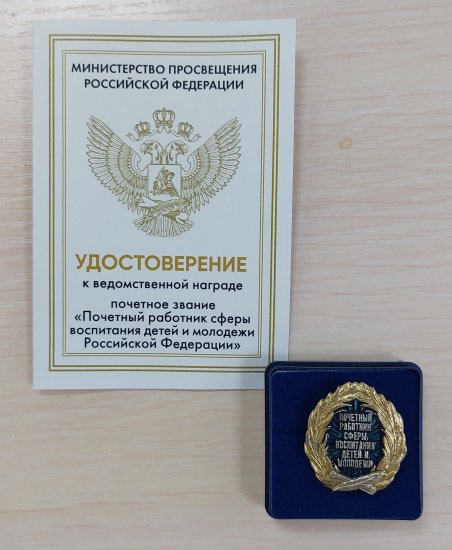 МИНИСТЕРСТВО ПРОСВЕЩЕНИЯ
РОССИЙСКОЙ ФЕДЕРАЦИИ
УДОСТОВЕРЕНИЕ
к ведомственной награде
почетное звание
«Почетный работник сферы
воспитания детей и молодежи
Российской Федерации»
ПОЧЕТНЫЙ
РАБОТНИК
СФЕРЫ
ВОСПИТАНИЯ
ДЕТЕЙ И
МОЛОДЕЖИ